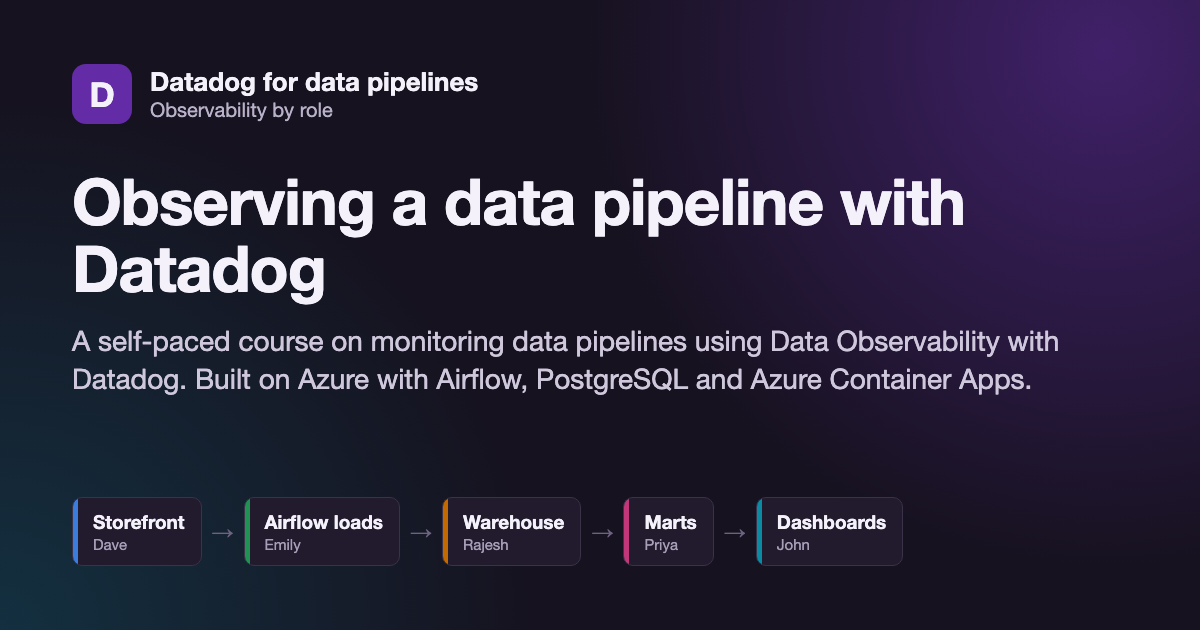 D
Datadog for data pipelines
Observability by role
Observing a data pipeline with
Datadog
A self-paced course on monitoring data pipelines using Data Observability with
Datadog. Built on Azure with Airflow, PostgreSQL and Azure Container Apps.
Storefront → Airflow loads → Warehouse → Marts → Dashboards
Dave Emily Rajesh Priya John